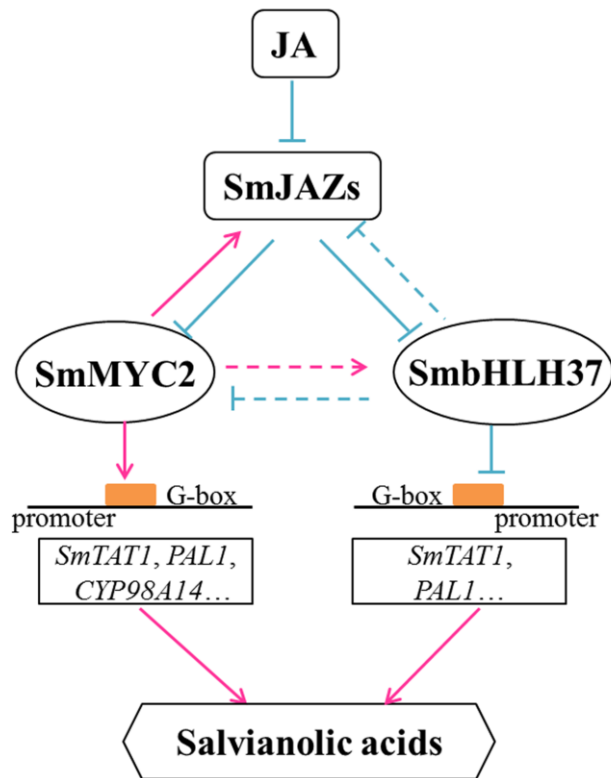 JA
SmJAZs
SmMYC2
SmbHLH37
G-box
promoter
G-box
promoter
SmTAT1, PAL1,
CYP98A14…
SmTAT1,
PAL1…
Salvianolic acids